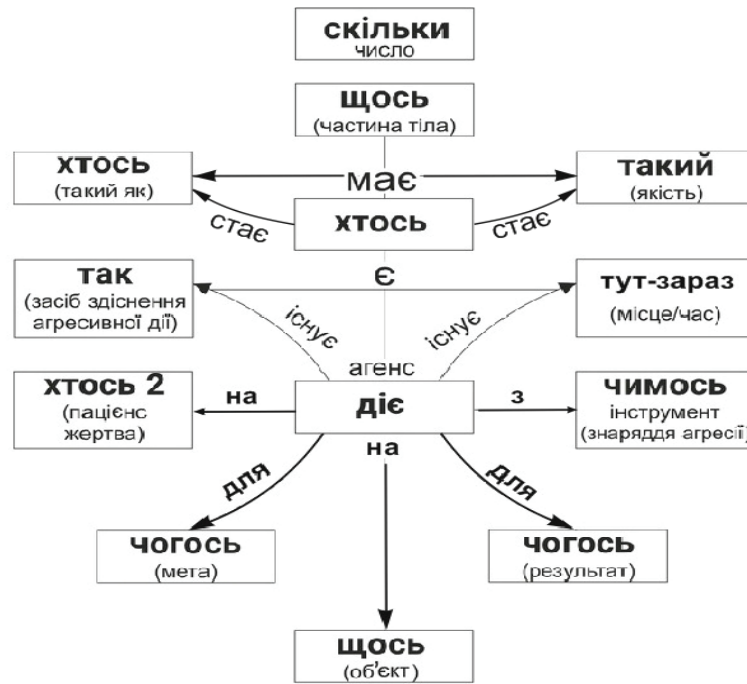 скільки
число
щось
(частина тіла)
хтось
(такий як)
має
такий
(якість)
стає
хтось
стає
так
(засіб здіснення
агресивної дії)
є
тут-зараз
(місце/час)
існує
існує
агенс
хтось 2
(пацієнс
жертва)
на
діє
з
чимось
інструмент
(знаряддя агресії)
на
для
для
чогось
(мета)
чогось
(результат)
щось
(об'єкт)